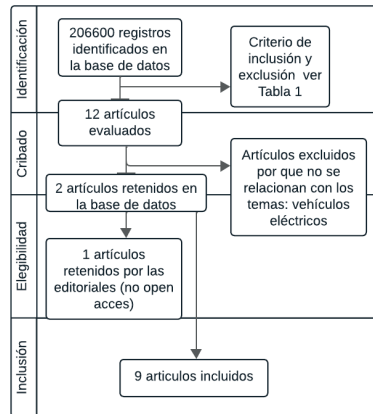 Identificación
206600 registros
identificados en
la base de datos
Criterio de
inclusión y
exclusión ver
Tabla 1
Cribado
12 artículos
evaluados
Artículos excluidos
por que no se
relacionan con los
temas: vehículos
eléctricos
2 artículos retenidos en
la base de datos
Elegibilidad
1 artículos
retenidos por las
editoriales (no open
acces)
Inclusión
9 articulos incluidos